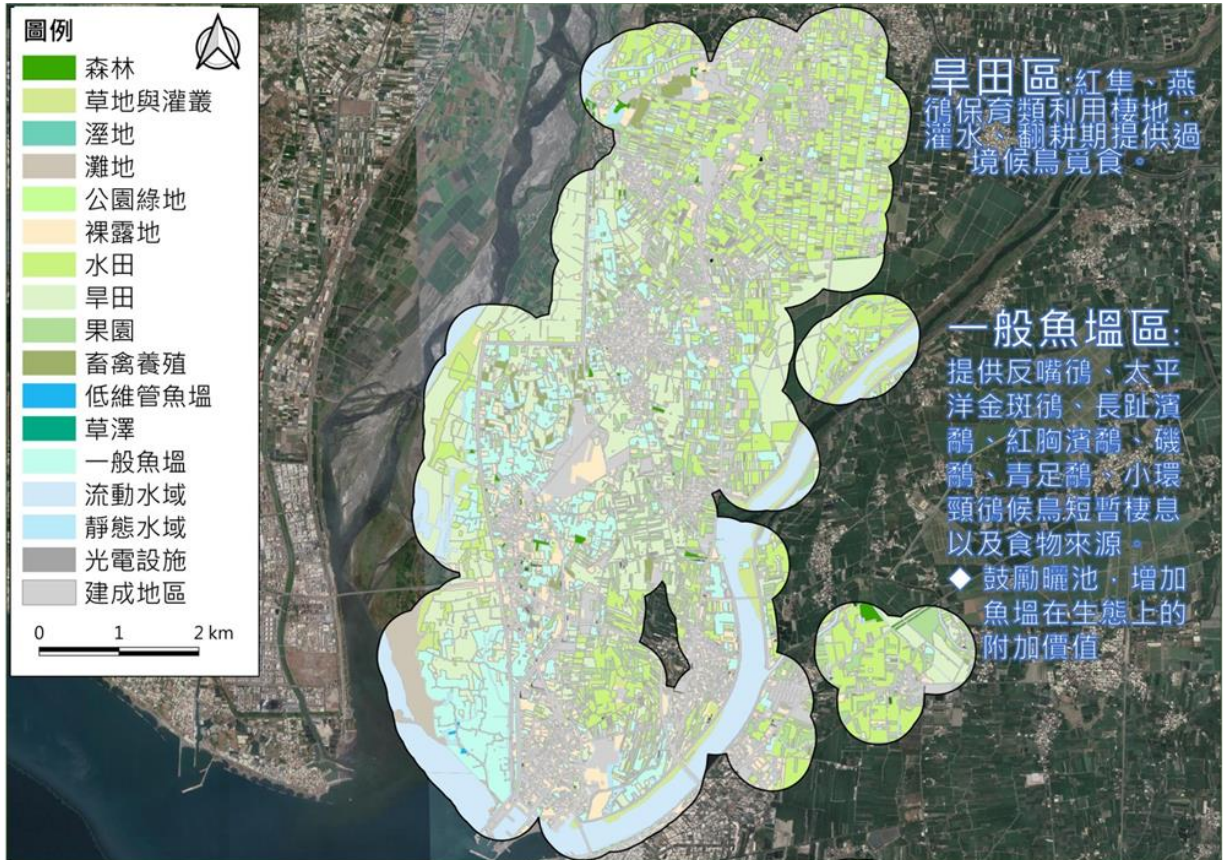 圖例
森林
草地與灌叢
溼地
灘地
公園綠地
裸露地
水田
旱田
果園
畜禽養殖
低維管魚塭
草澤
一般魚塭
流動水域
靜態水域
光電設施
建成地區
0 1 2 km
旱田區:紅隼、燕
鴴保育類利用棲地,
灌水、翻耕期提供過
境候鳥覓食。
一般魚塭區:
提供反嘴鴴、太平
洋金斑鴴、長趾濱
鷸、紅胸濱鷸、磯
鷸、青足鷸、小環
頸鴴候鳥短暫棲息
以及食物來源。
◆ 鼓勵曬池,增加
魚塭在生態上的
附加價值